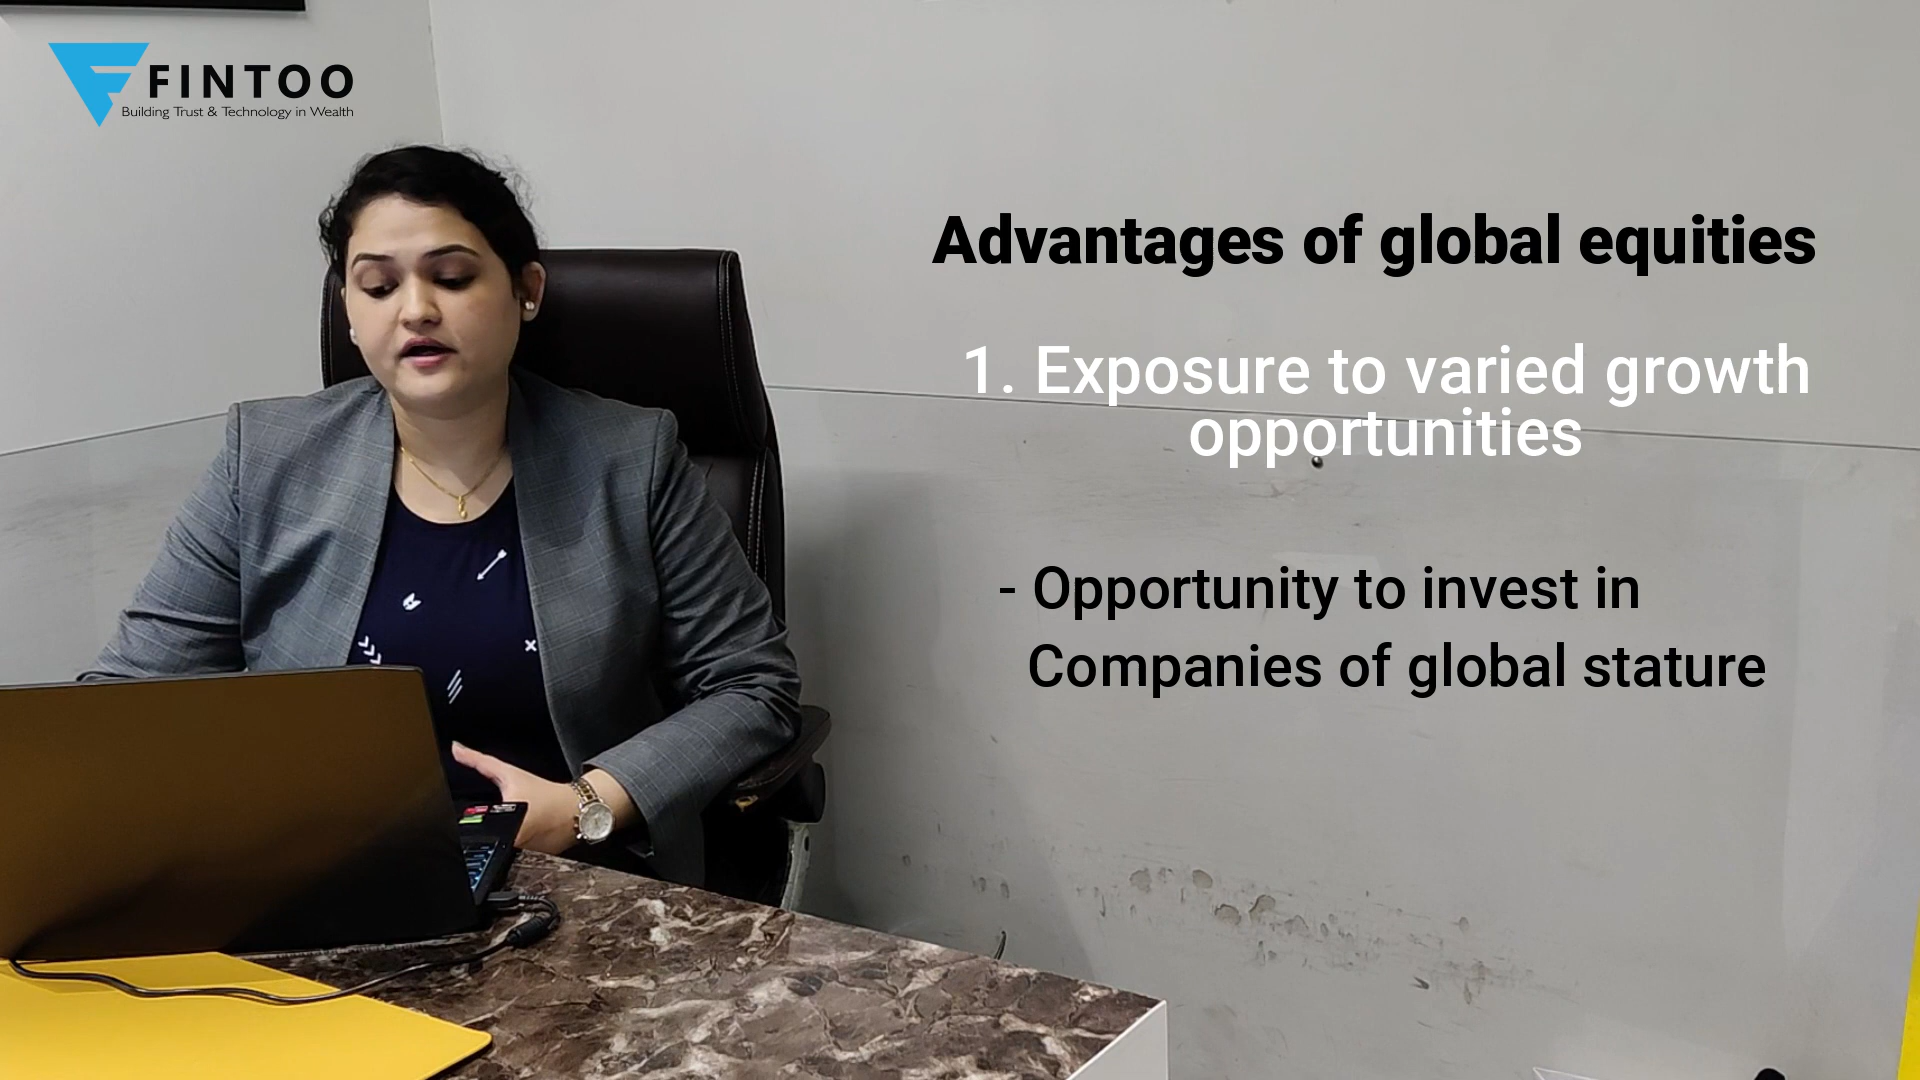 FINTOO
Building Trust & Technology in Wealth
Advantages of global equities
1. Exposure to varied growth
opportunities
- Opportunity to invest in
Companies of global stature